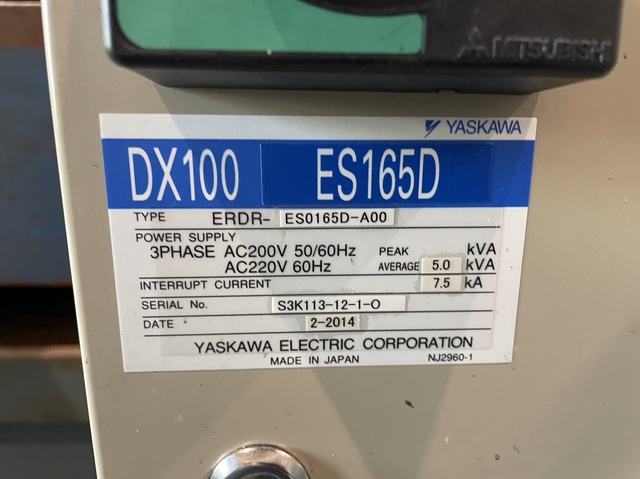 MITSUBISHI
YASKAWA
DX100 ES165D
TYPE ERDR- ES0165D-A00
POWER SUPPLY
3PHASE AC200V 50/60Hz PEAK kVA
AC220V 60Hz AVERAGE 5.0 kVA
INTERRUPT CURRENT 7.5 kA
SERIAL No. S3K113-12-1-O
DATE 2-2014
YASKAWA ELECTRIC CORPORATION
MADE IN JAPAN NJ2960-1